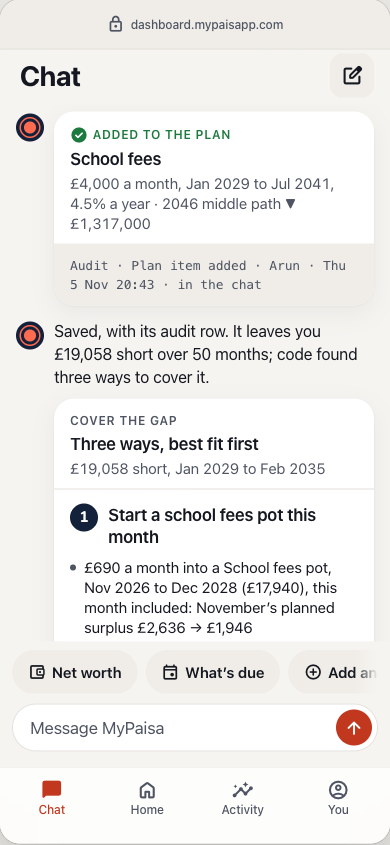 dashboard.mypaisapp.com
Chat
ADDED TO THE PLAN
School fees
£4,000 a month, Jan 2029 to Jul 2041,
4.5% a year · 2046 middle path ▼
£1,317,000
Audit · Plan item added · Arun · Thu
5 Nov 20:43 · in the chat
Saved, with its audit row. It leaves you
£19,058 short over 50 months; code found
three ways to cover it.
COVER THE GAP
Three ways, best fit first
£19,058 short, Jan 2029 to Feb 2035
1 Start a school fees pot this
month
• £690 a month into a School fees pot,
Nov 2026 to Dec 2028 (£17,940), this
month included: November’s planned
surplus £2,636 → £1,946
Net worth What’s due Add an
Message MyPaisa
Chat Home Activity You